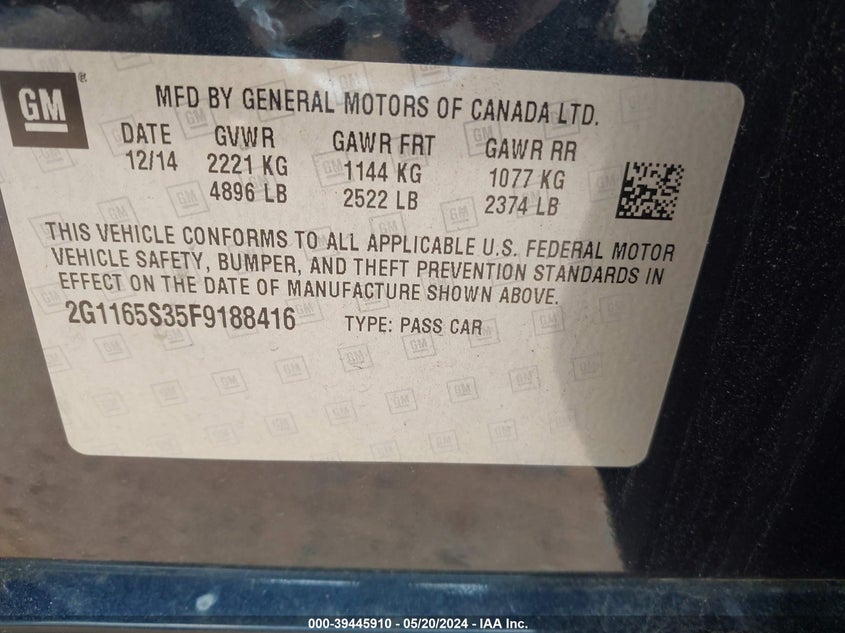 GM®
MFD BY GENERAL MOTORS OF CANADA LTD.
DATE GVWR GAWR FRT GAWR RR
12/14 2221 KG 1144 KG 1077 KG
4896 LB 2522 LB 2374 LB
THIS VEHICLE CONFORMS TO ALL APPLICABLE U.S. FEDERAL MOTOR
VEHICLE SAFETY, BUMPER, AND THEFT PREVENTION STANDARDS IN
EFFECT ON THE DATE OF MANUFACTURE SHOWN ABOVE.
2G1165S35F9188416 TYPE: PASS CAR
000-39445910 - 05/20/2024 - IAA Inc.